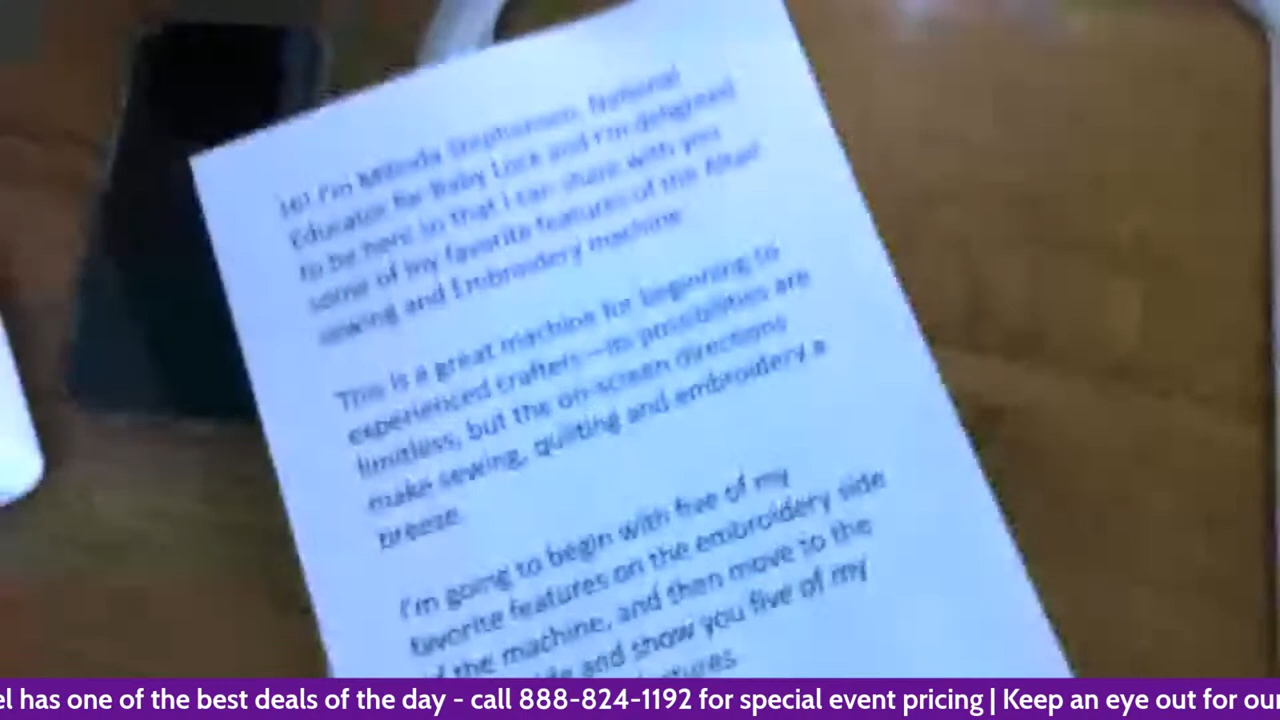 Hi! I'm Melinda Stephenson, National
Educator for Baby Lock and I'm delighted
to be here so that I can share with you
some of my favorite features of the Altair
sewing and Embroidery machine
This is a great machine for beginning to
experienced crafters—its possibilities are
limitless, but the on-screen directions
make sewing, quilting and embroidery a
breeze.
I'm going to begin with five of my
favorite features on the embroidery side
of the machine, and then move to the
and show you five of my
el has one of the best deals of the day - call 888-824-1192 for special event pricing | Keep an eye out for our